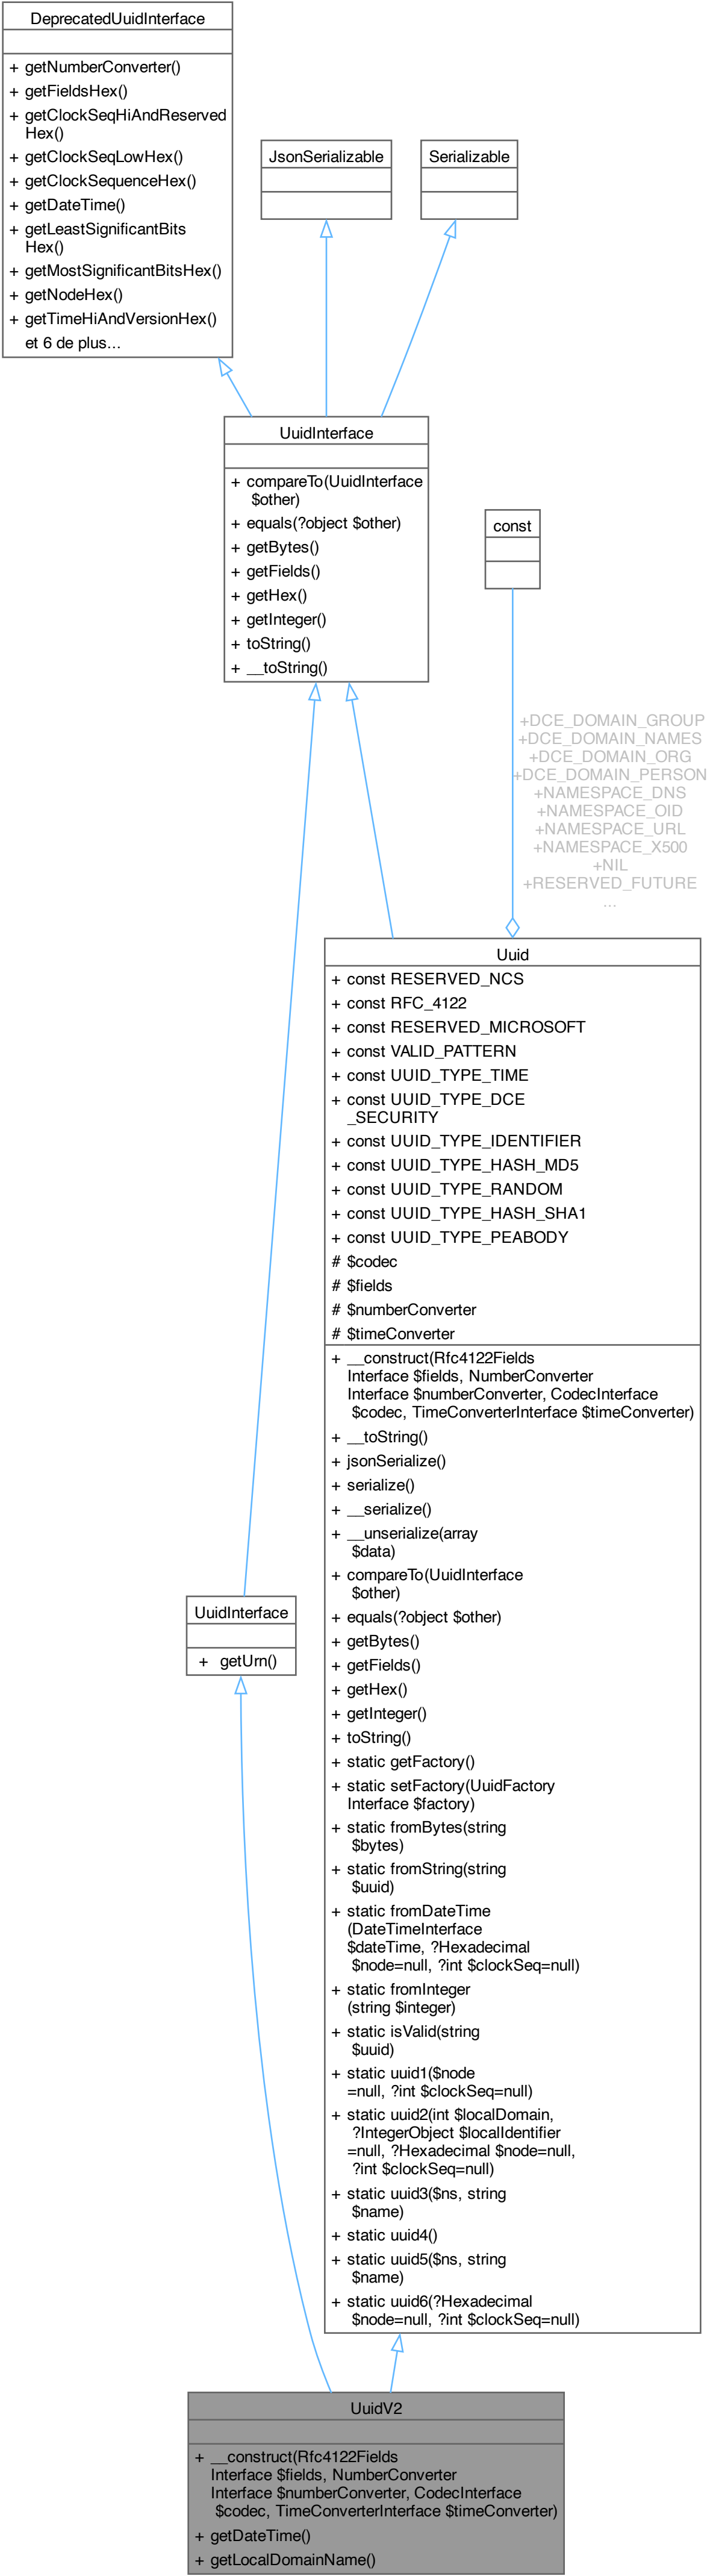 DeprecatedUuidInterface
+ getNumberConverter()
+ getFieldsHex()
+ getClockSeqHiAndReserved
Hex()
+ getClockSeqLowHex()
+ getClockSequenceHex()
+ getDateTime()
+ getLeastSignificantBits
Hex()
+ getMostSignificantBitsHex()
+ getNodeHex()
+ getTimeHiAndVersionHex()
et 6 de plus...
JsonSerializable
Serializable
UuidInterface
+ compareTo(UuidInterface
$other)
+ equals(?object $other)
+ getBytes()
+ getFields()
+ getHex()
+ getInteger()
+ toString()
+ __toString()
const
+DCE_DOMAIN_GROUP
+DCE_DOMAIN_NAMES
+DCE_DOMAIN_ORG
+DCE_DOMAIN_PERSON
+NAMESPACE_DNS
+NAMESPACE_OID
+NAMESPACE_URL
+NAMESPACE_X500
+NIL
+RESERVED_FUTURE
...
Uuid
+ const RESERVED_NCS
+ const RFC_4122
+ const RESERVED_MICROSOFT
+ const VALID_PATTERN
+ const UUID_TYPE_TIME
+ const UUID_TYPE_DCE
_SECURITY
+ const UUID_TYPE_IDENTIFIER
+ const UUID_TYPE_HASH_MD5
+ const UUID_TYPE_RANDOM
+ const UUID_TYPE_HASH_SHA1
+ const UUID_TYPE_PEABODY
# $codec
# $fields
# $numberConverter
# $timeConverter
+ __construct(Rfc4122Fields
Interface $fields, NumberConverter
Interface $numberConverter, CodecInterface
$codec, TimeConverterInterface $timeConverter)
+ __toString()
+ jsonSerialize()
+ serialize()
+ __serialize()
+ __unserialize(array
$data)
+ compareTo(UuidInterface
$other)
+ equals(?object $other)
+ getBytes()
+ getFields()
+ getHex()
+ getInteger()
+ toString()
+ static getFactory()
+ static setFactory(UuidFactory
Interface $factory)
+ static fromBytes(string
$bytes)
+ static fromString(string
$uuid)
+ static fromDateTime
(DateTimeInterface
$dateTime, ?Hexadecimal
$node=null, ?int $clockSeq=null)
+ static fromInteger
(string $integer)
+ static isValid(string
$uuid)
+ static uuid1($node
=null, ?int $clockSeq=null)
+ static uuid2(int $localDomain,
?IntegerObject $localIdentifier
=null, ?Hexadecimal $node=null,
?int $clockSeq=null)
+ static uuid3($ns, string
$name)
+ static uuid4()
+ static uuid5($ns, string
$name)
+ static uuid6(?Hexadecimal
$node=null, ?int $clockSeq=null)
UuidInterface
+ getUrn()
UuidV2
+ __construct(Rfc4122Fields
Interface $fields, NumberConverter
Interface $numberConverter, CodecInterface
$codec, TimeConverterInterface $timeConverter)
+ getDateTime()
+ getLocalDomainName()